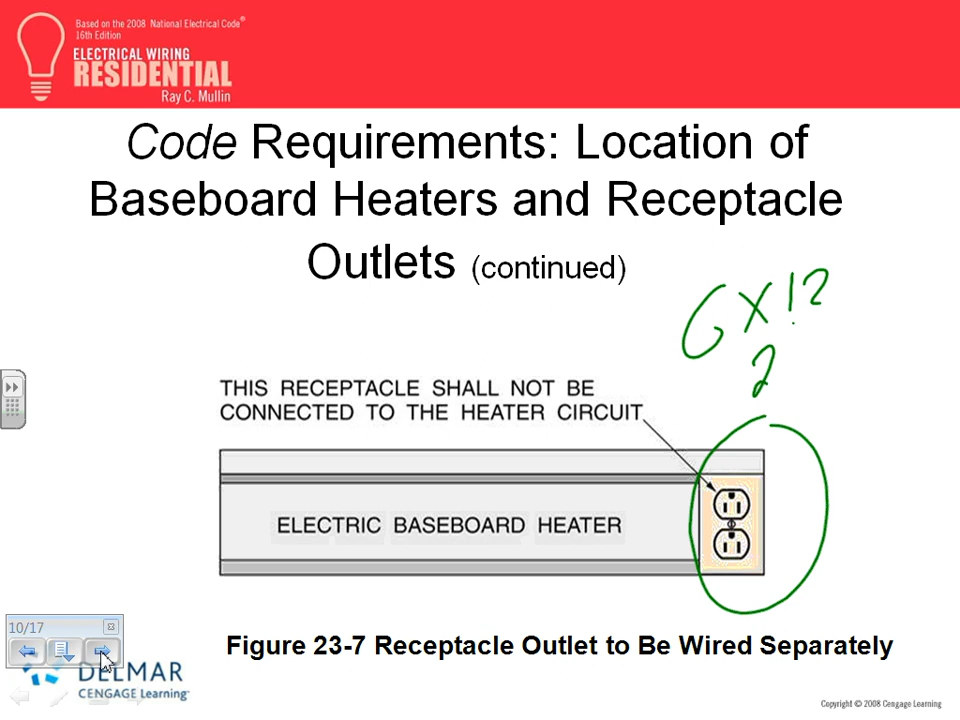 Based on the 2008 National Electrical Code®
16th Edition
ELECTRICAL WIRING
RESIDENTIAL
Ray C. Mullin
Code Requirements: Location of
Baseboard Heaters and Receptacle
Outlets (continued)
THIS RECEPTACLE SHALL NOT BE
CONNECTED TO THE HEATER CIRCUIT
ELECTRIC BASEBOARD HEATER
10/17
Figure 23-7 Receptacle Outlet to Be Wired Separately
DELMAR
CENGAGE Learning™
Copyright © 2008 Cengage Learning